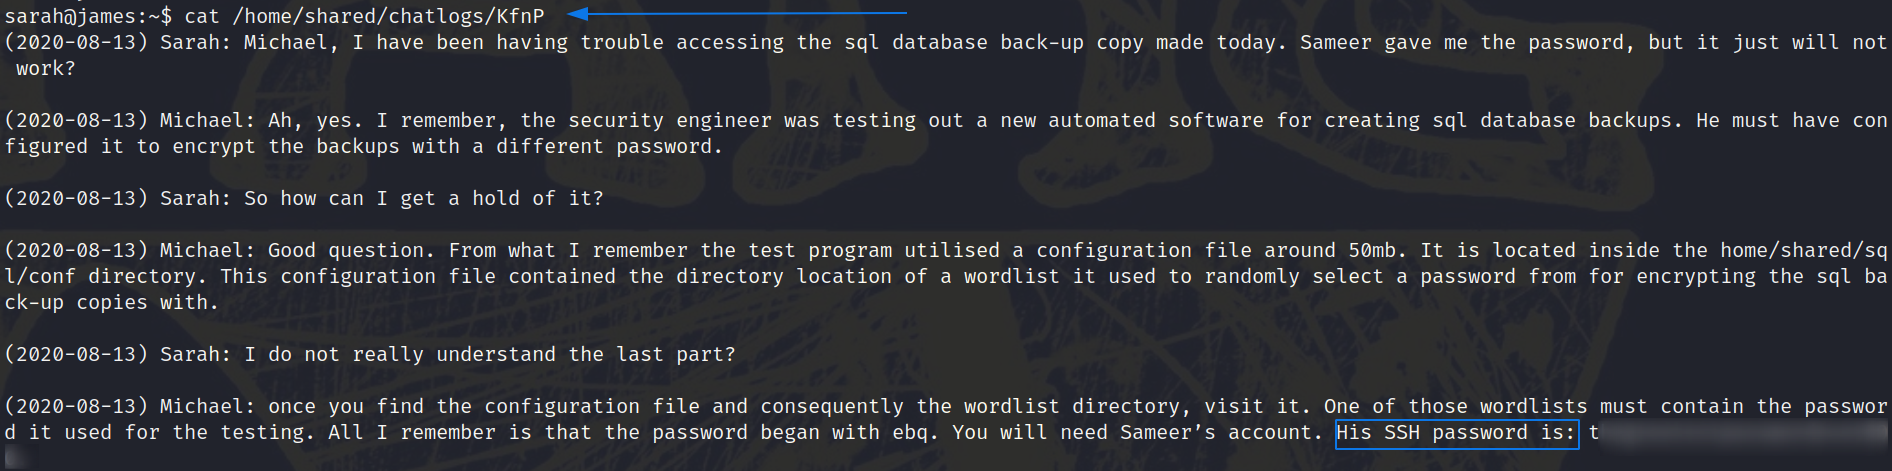 sarah@james:~$ cat /home/shared/chatlogs/KfnP
(2020-08-13) Sarah: Michael, I have been having trouble accessing the sql database back-up copy made today. Sameer gave me the password, but it just will not
work?
(2020-08-13) Michael: Ah, yes. I remember, the security engineer was testing out a new automated software for creating sql database backups. He must have con
figured it to encrypt the backups with a different password.
(2020-08-13) Sarah: So how can I get a hold of it?
(2020-08-13) Michael: Good question. From what I remember the test program utilised a configuration file around 50mb. It is located inside the home/shared/sq
l/conf directory. This configuration file contained the directory location of a wordlist it used to randomly select a password from for encrypting the sql ba
ck-up copies with.
(2020-08-13) Sarah: I do not really understand the last part?
(2020-08-13) Michael: once you find the configuration file and consequently the wordlist directory, visit it. One of those wordlists must contain the passwor
d it used for the testing. All I remember is that the password began with ebq. You will need Sameer’s account. His SSH password is: t